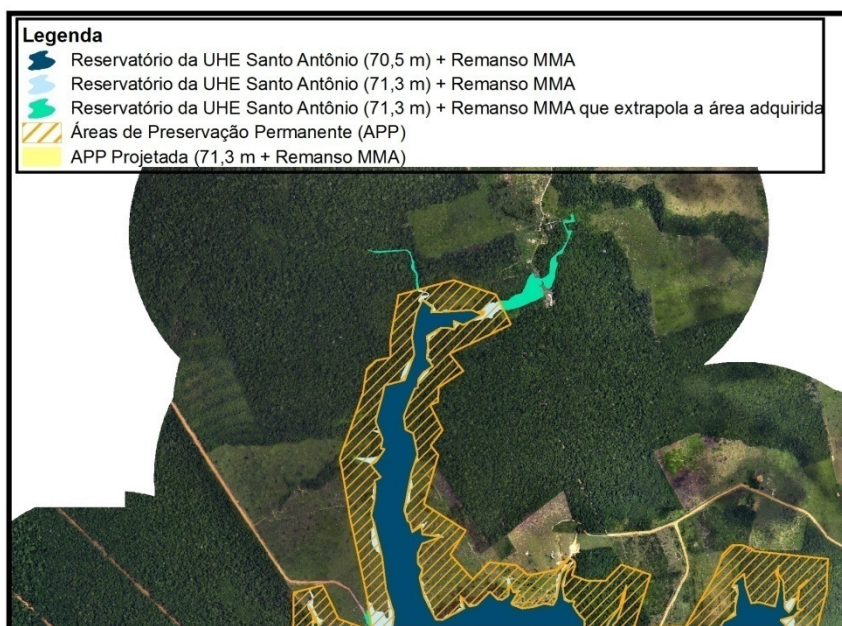 Legenda
Reservatório da UHE Santo Antônio (70,5 m) + Remanso MMA
Reservatório da UHE Santo Antônio (71,3 m) + Remanso MMA
Reservatório da UHE Santo Antônio (71,3 m) + Remanso MMA que extrapola a área adquirida
Áreas de Preservação Permanente (APP)
APP Projetada (71,3 m + Remanso MMA)